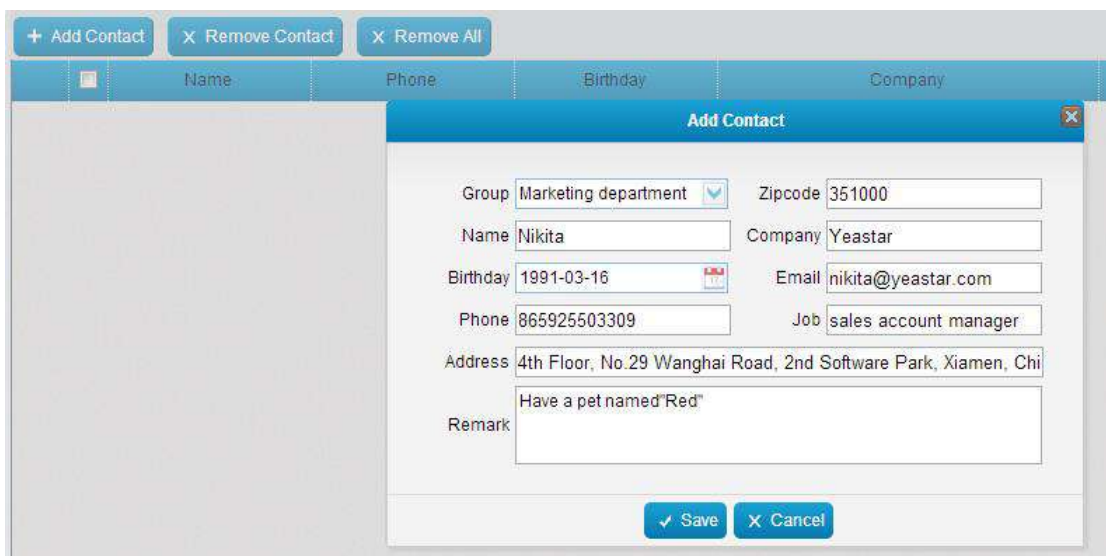 + Add Contact X Remove Contact X Remove All
Name Phone Birthday Company
Add Contact
Group Marketing department Zipcode 351000
Name Nikita Company Yeastar
Birthday 1991-03-16 Email nikita@yeastar.com
Phone 865925503309 Job sales account manager
Address 4th Floor, No.29 Wanghai Road, 2nd Software Park, Xiamen, Chi
Remark Have a pet named"Red"
Save X Cancel